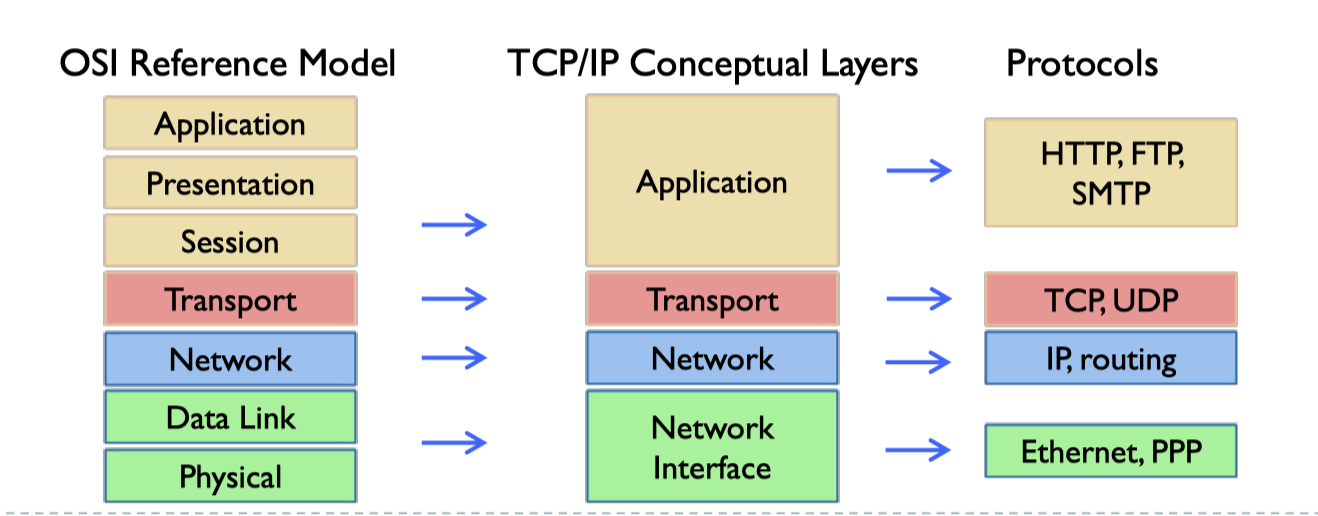 OSI Reference Model
Application
Presentation
Session
Transport
Network
Data Link
Physical
TCP/IP Conceptual Layers
Application
Transport
Network
Network
Interface
Protocols
HTTP, FTP,
SMTP
TCP, UDP
IP, routing
Ethernet, PPP